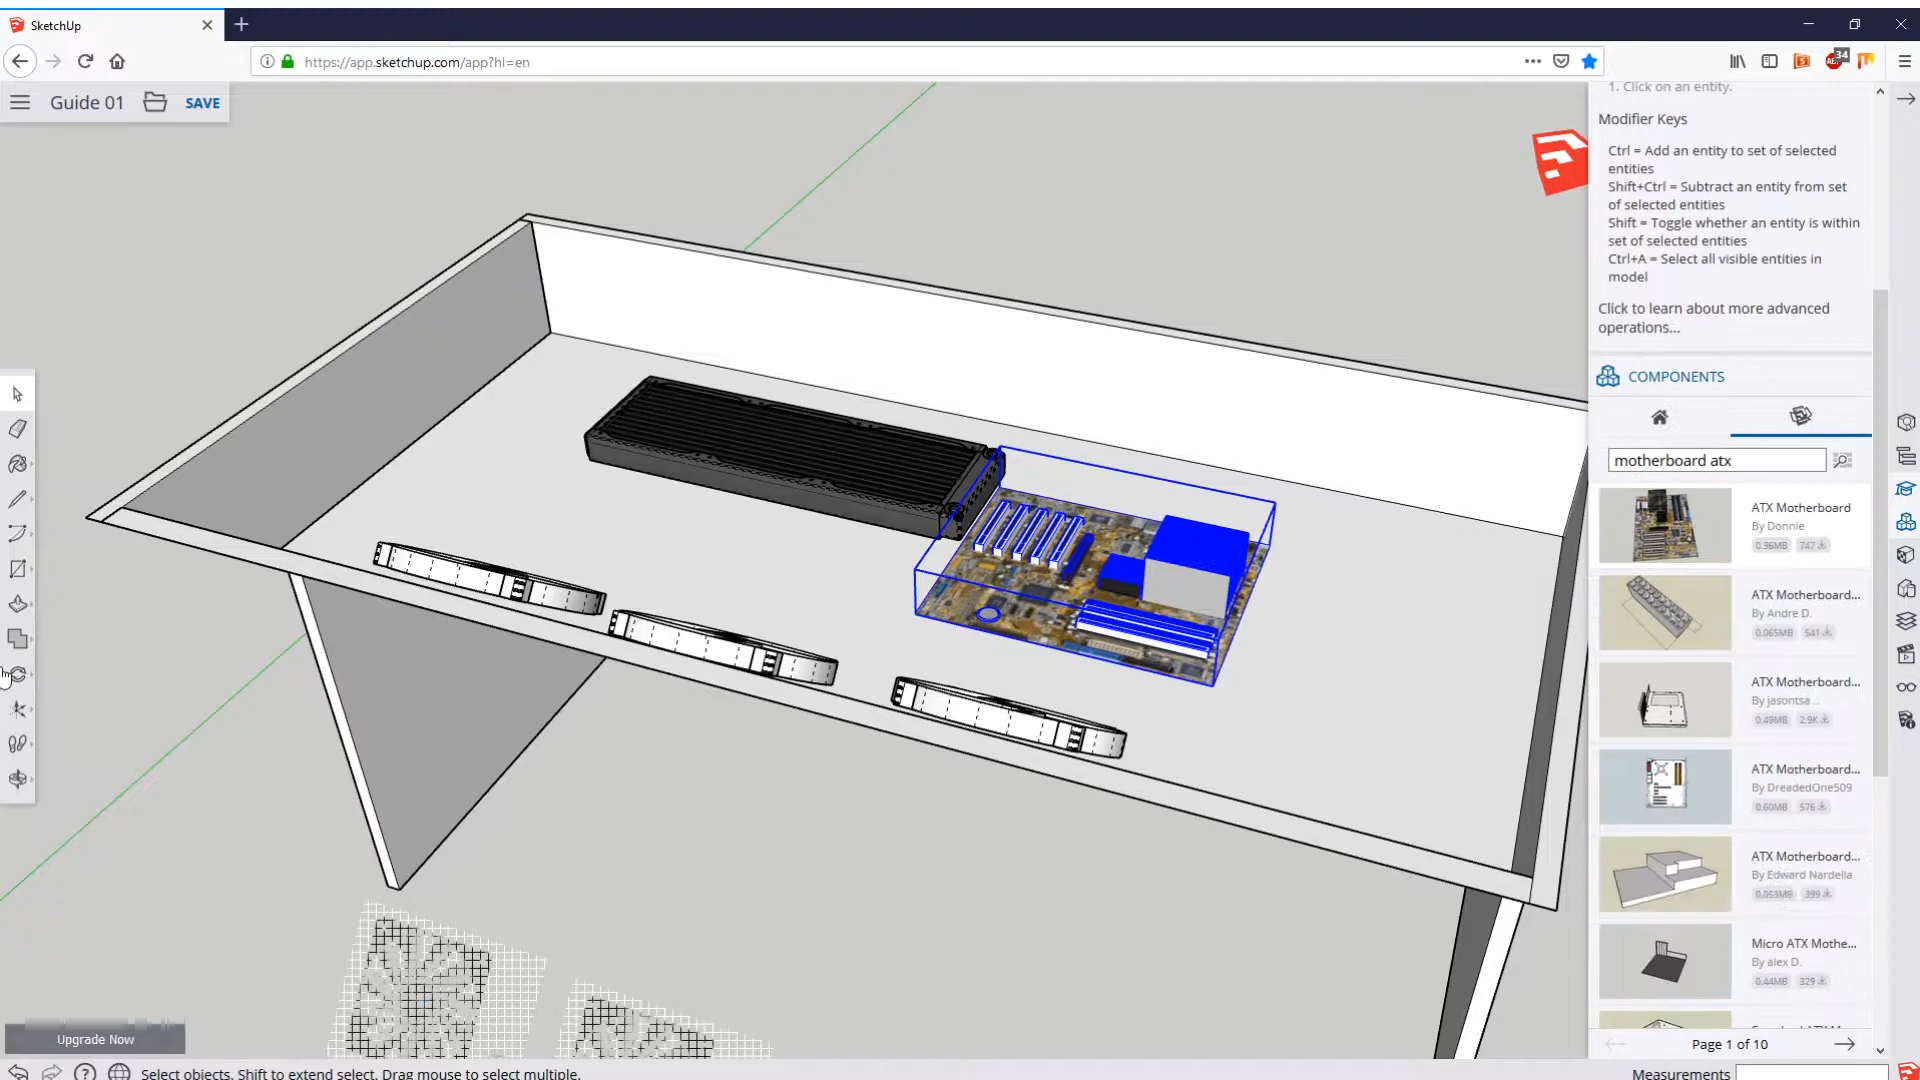 SketchUp
https://app.sketchup.com/app?hl=en
34
Guide 01
SAVE
1. Click on an entity.
Modifier Keys
Ctrl = Add an entity to set of selected
entities
Shift+Ctrl = Subtract an entity from set
of selected entities
Shift = Toggle whether an entity is within
set of selected entities
Ctrl+A = Select all visible entities in
model
Click to learn about more advanced
operations...
COMPONENTS
motherboard atx
ATX Motherboard
By Donnie
0.36MB 747
ATX Motherboard...
By Andre D.
0.065MB 541
ATX Motherboard...
By jasontsa ...
0.49MB 2.9K
ATX Motherboard...
By DreadedOne509
0.60MB 576
ATX Motherboard...
By Edward Nardella
0.053MB 399
Micro ATX Mothe...
By alex D.
0.44MB 329
Page 1 of 10
Upgrade Now
Select objects. Shift to extend select. Drag mouse to select multiple.
Measurements